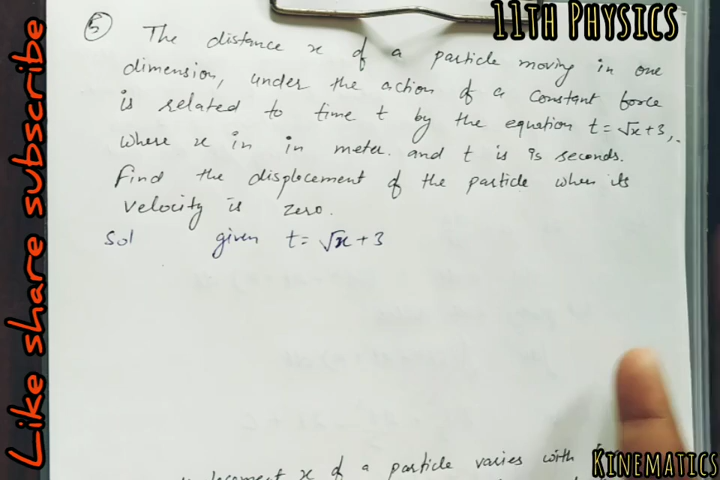 11TH PHYSICS
Like share subscribe
5 The distance x of a particle moving in one
dimension, under the action of a constant force
is related to time t by the equation t = √x + 3,
where x in in meter. and t is is seconds.
Find the displacement of the particle when its
velocity is zero.
Sol given t = √x + 3
x of a particle varies with
KINEMATICS